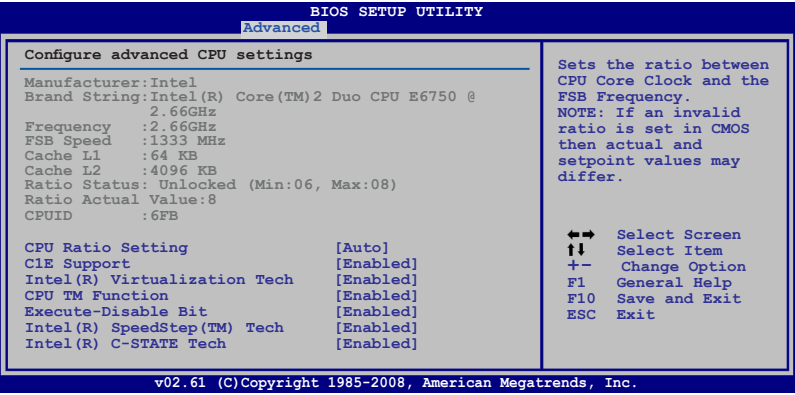 BIOS SETUP UTILITY
Advanced
Configure advanced CPU settings
Manufacturer:Intel
Brand String:Intel(R) Core(TM)2 Duo CPU E6750 @
2.66GHz
Frequency :2.66GHz
FSB Speed :1333 MHz
Cache L1 :64 KB
Cache L2 :4096 KB
Ratio Status: Unlocked (Min:06, Max:08)
Ratio Actual Value:8
CPUID :6FB
CPU Ratio Setting [Auto]
C1E Support [Enabled]
Intel(R) Virtualization Tech [Enabled]
CPU TM Function [Enabled]
Execute-Disable Bit [Enabled]
Intel(R) SpeedStep(TM) Tech [Enabled]
Intel(R) C-STATE Tech [Enabled]
Sets the ratio between
CPU Core Clock and the
FSB Frequency.
NOTE: If an invalid
ratio is set in CMOS
then actual and
setpoint values may
differ.
←→ Select Screen
↑↓ Select Item
+- Change Option
F1 General Help
F10 Save and Exit
ESC Exit
v02.61 (C)Copyright 1985-2008, American Megatrends, Inc.